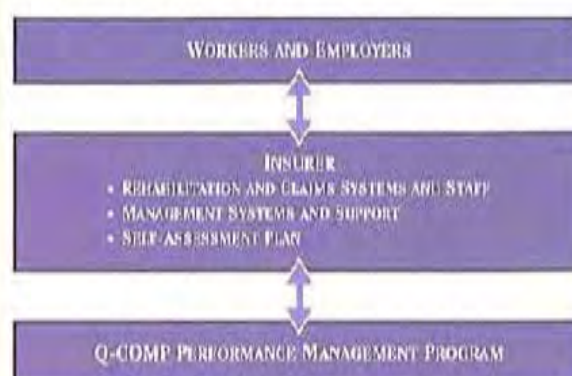 WORKERS AND EMPLOYERS
INSURER
• REHABILITATION AND CLAIMS SYSTEMS AND STAFF
• MANAGEMENT SYSTEMS AND SUPPORT
• SELF-ASSESSMENT PLAN
Q-COMP PERFORMANCE MANAGEMENT PROGRAM